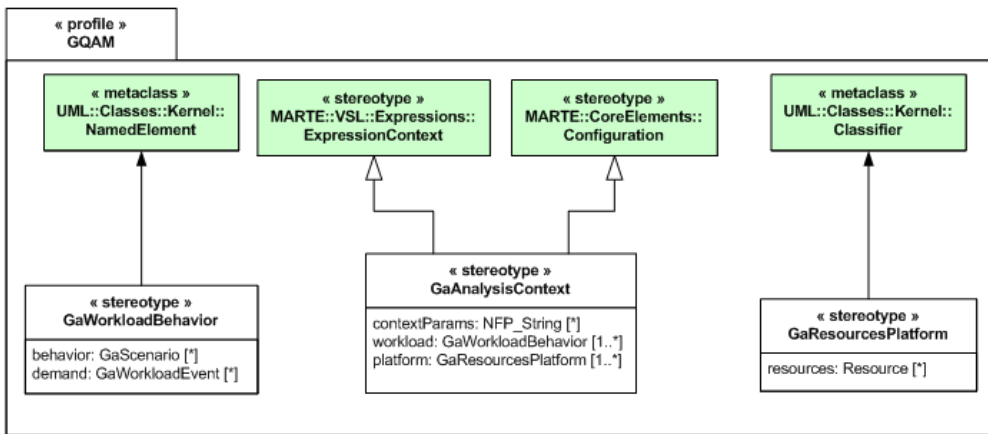 « profile »
GQAM
« metaclass »
UML::Classes::Kernel::
NamedElement
« stereotype »
MARTE::VSL::Expressions::
ExpressionContext
« stereotype »
MARTE::CoreElements::
Configuration
« metaclass »
UML::Classes::Kernel::
Classifier
« stereotype »
GaWorkloadBehavior
behavior: GaScenario [*]
demand: GaWorkloadEvent [*]
« stereotype »
GaAnalysisContext
contextParams: NFP_String [*]
workload: GaWorkloadBehavior [1..*]
platform: GaResourcesPlatform [1..*]
« stereotype »
GaResourcesPlatform
resources: Resource [*]